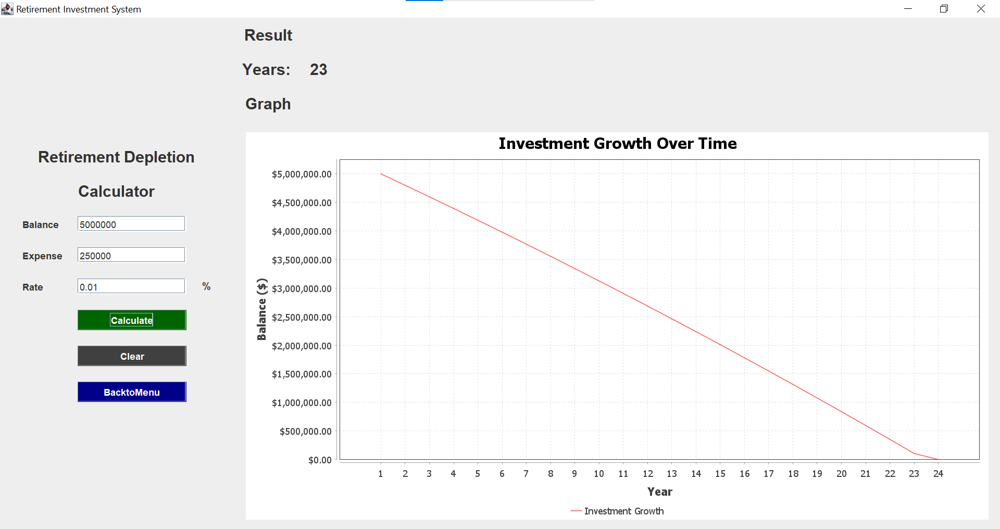 Retirement Investment System
Result
Years: 23
Graph
Retirement Depletion
Calculator
Balance 5000000
Expense 250000
Rate 0.01 %
Calculate
Clear
BacktoMenu
Investment Growth Over Time
Balance ($)
$5,000,000.00
$4,500,000.00
$4,000,000.00
$3,500,000.00
$3,000,000.00
$2,500,000.00
$2,000,000.00
$1,500,000.00
$1,000,000.00
$500,000.00
$0.00
1 2 3 4 5 6 7 8 9 10 11 12 13 14 15 16 17 18 19 20 21 22 23 24
Year
Investment Growth